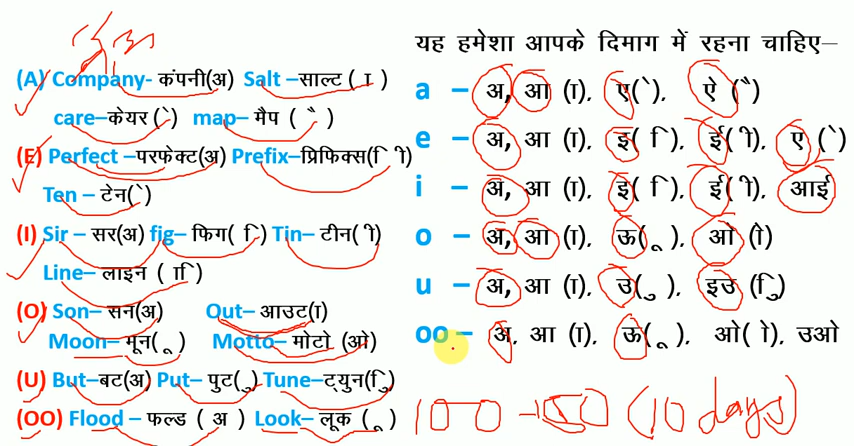 (A) Company- कंपनी(अ) Salt –साल्ट ( ा )
care–केयर(े) map– मैप ( ै )
(E) Perfect –परफेक्ट(अ) Prefix–प्रिफिक्स(ि ी)
Ten – टेन(े)
(I) Sir – सर(अ) fig– फिग( ि) Tin– टीन( ी)
Line– लाइन ( ाि)
(O) Son– सन(अ) Out– आउट(ा)
Moon– मून(ू) Motto– मोटो (ओ)
(U) But–बट(अ) Put– पुट(ु) Tune–ट्युन(िु)
(OO) Flood – फल्ड ( अ ) Look–लूक ( ू )
यह हमेशा आपके दिमाग में रहना चाहिए–
a – अ, आ (ा). ए(े). ऐ (ै)
e – अ, आ (ा). इ( ि). ई( ी). ए (े)
i – अ, आ (ा). इ( ि). ई( ी). आई
o – अ, आ (ा). ऊ(ू). ओ (ो)
u – अ, आ (ा). उ(ु). इउ (िु)
oo– अ, आ (ा). ऊ(ू). ओ( ो). उओ
100 – 150 (10 days)